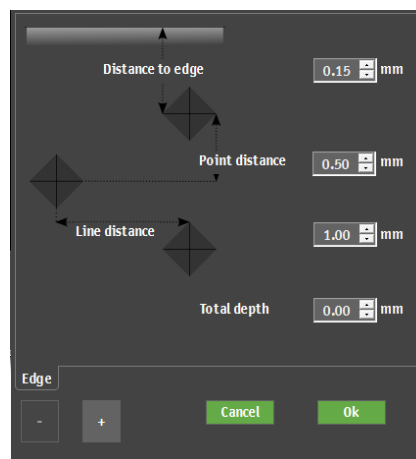 Distance to edge 0.15 mm
Point distance 0.50 mm
Line distance 1.00 mm
Total depth 0.00 mm
Edge
- + Cancel Ok